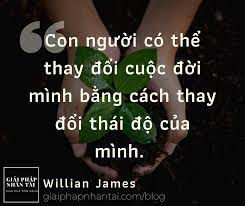 “
Con người có thể
thay đổi cuộc đời
mình bằng cách thay
đổi thái độ của
mình.
GIẢI PHÁP
NHÂN TÀI
Willian James
giaiphapnhantai.com/blog